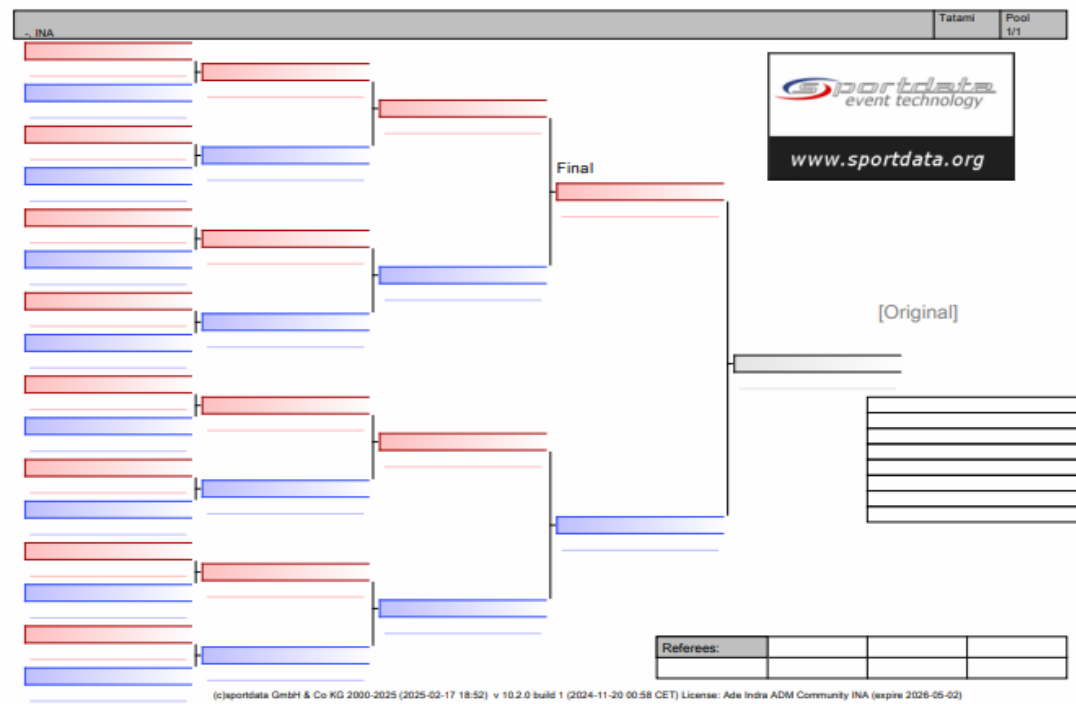 -, INA
Tatami
Pool
1/1
sportdata
event technology
www.sportdata.org
Final
[Original]
Referees:
(c)sportdata GmbH & Co KG 2000-2025 (2025-02-17 18:52) v 10.2.0 build 1 (2024-11-20 00:58 CET) License: Ade Indra ADM Community INA (expire 2026-05-02)